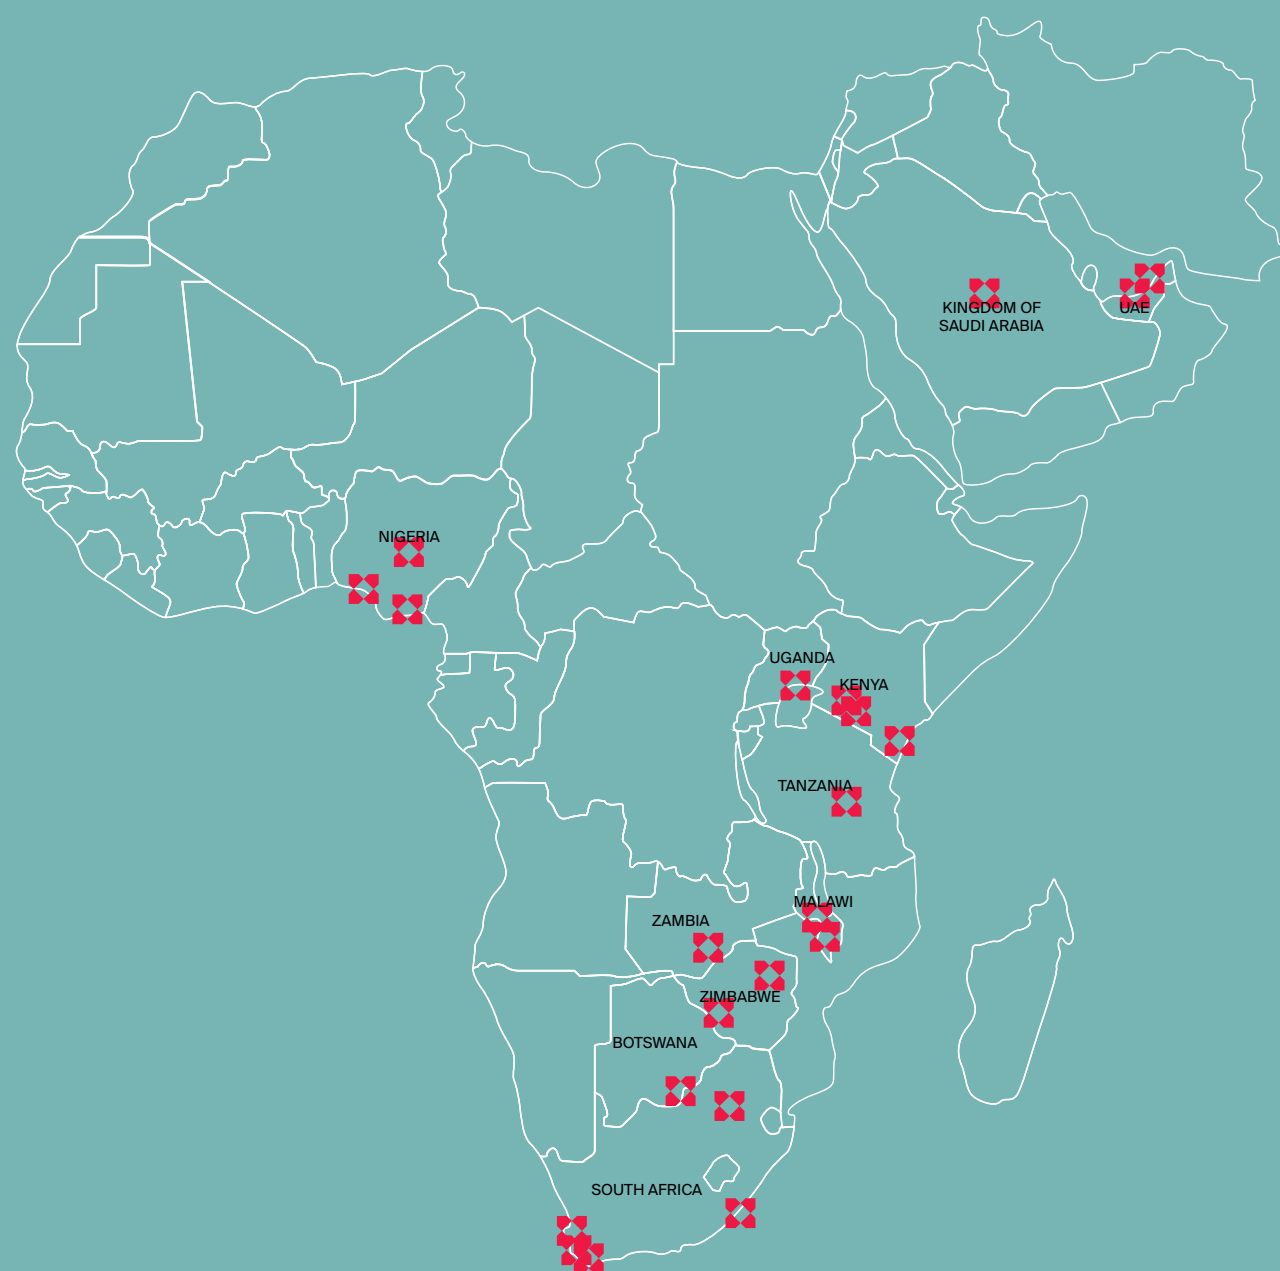 KINGDOM OF
SAUDI ARABIA
UAE
NIGERIA
UGANDA
KENYA
TANZANIA
MALAWI
ZAMBIA
ZIMBABWE
BOTSWANA
SOUTH AFRICA